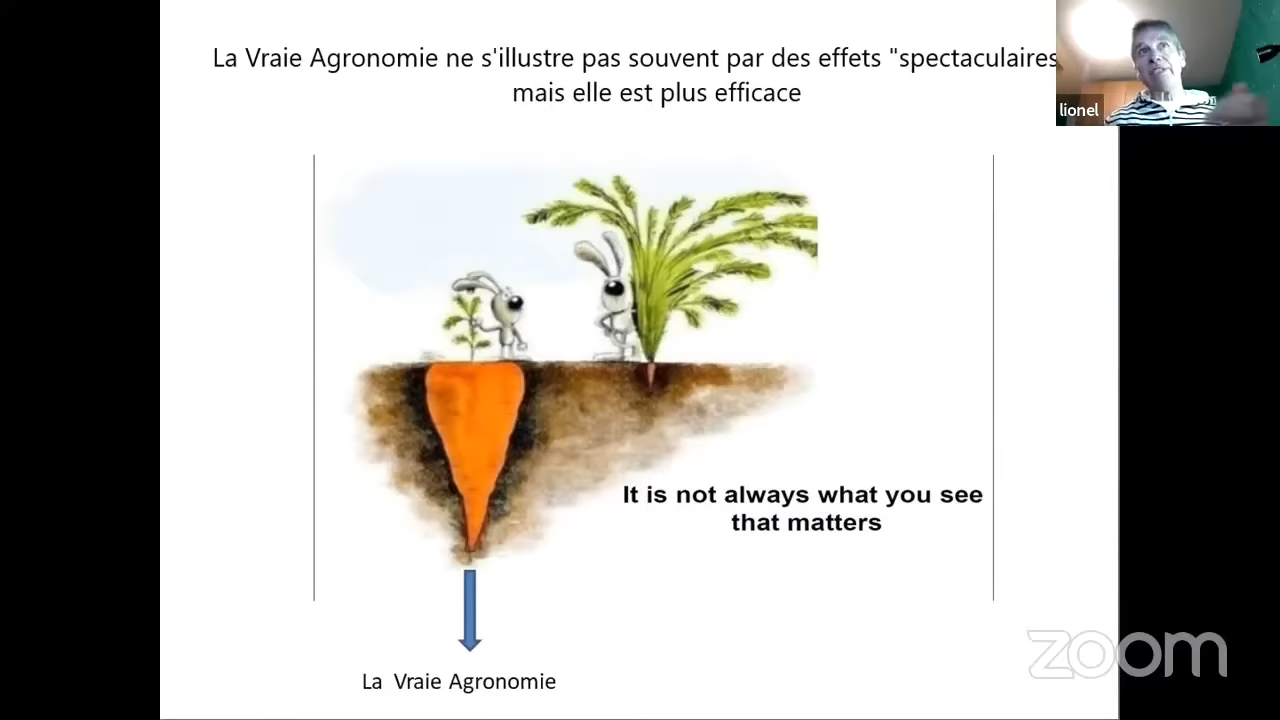 La Vraie Agronomie ne s'illustre pas souvent par des effets "spectaculaires
mais elle est plus efficace
lionel
It is not always what you see
that matters
La Vraie Agronomie
zoom